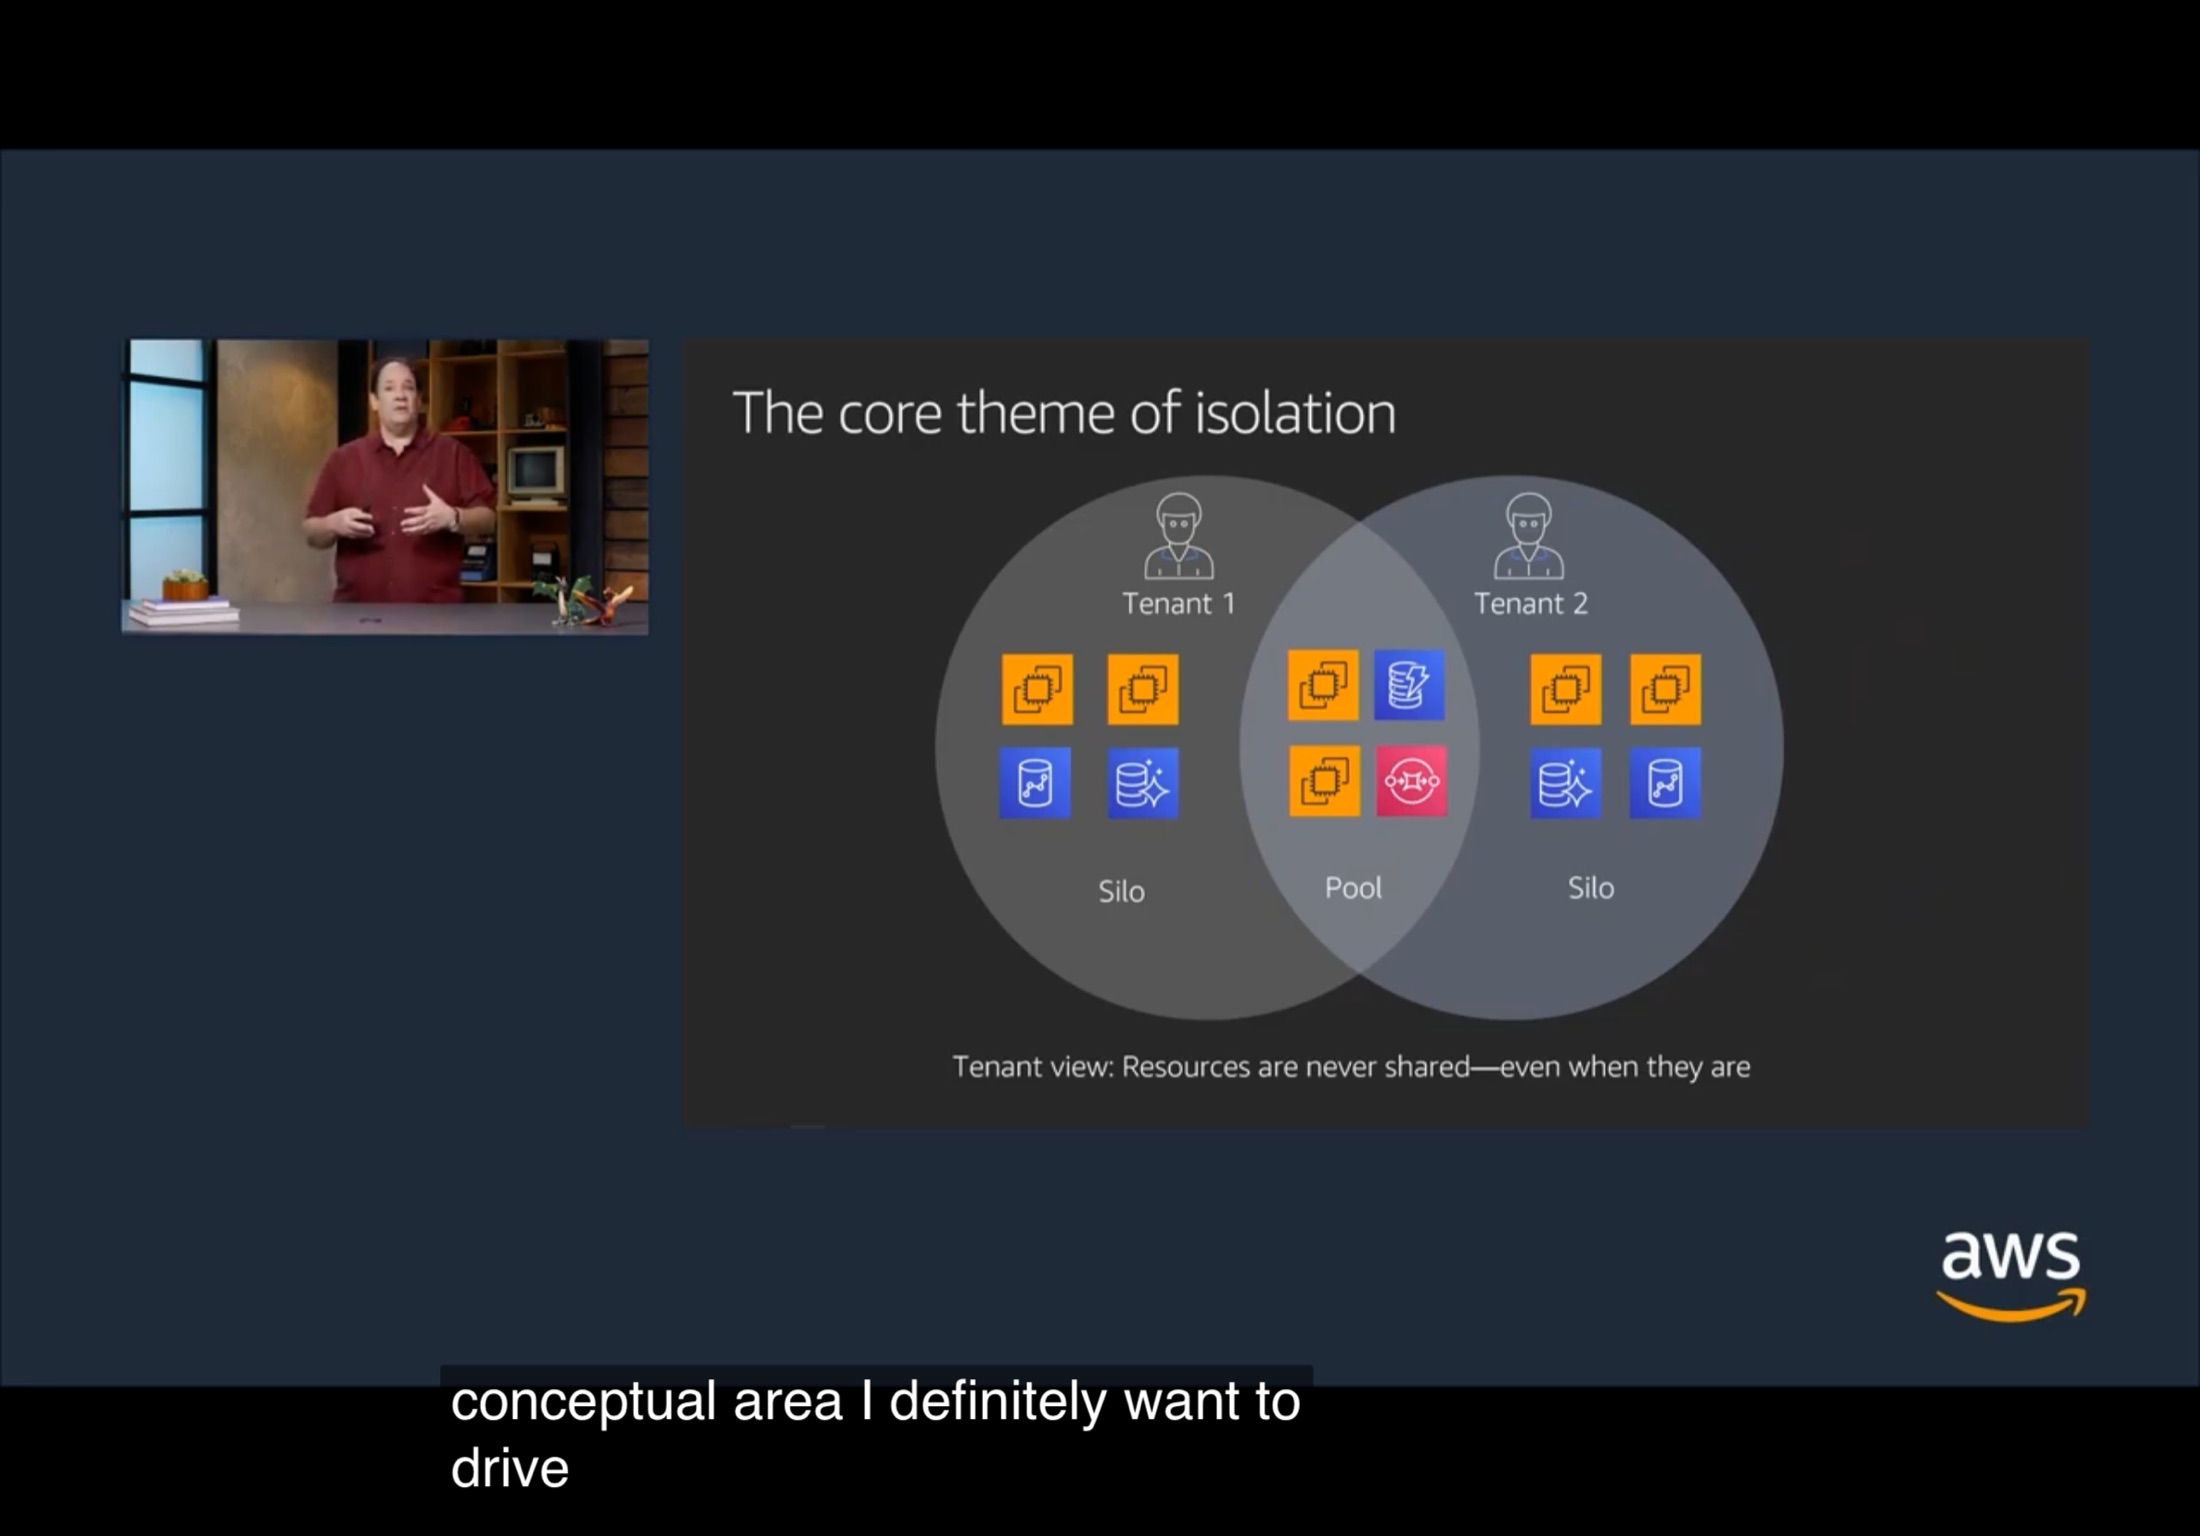 The core theme of isolation
Tenant 1
Tenant 2
Silo
Pool
Silo
Tenant view: Resources are never shared—even when they are
aws
conceptual area I definitely want to
drive